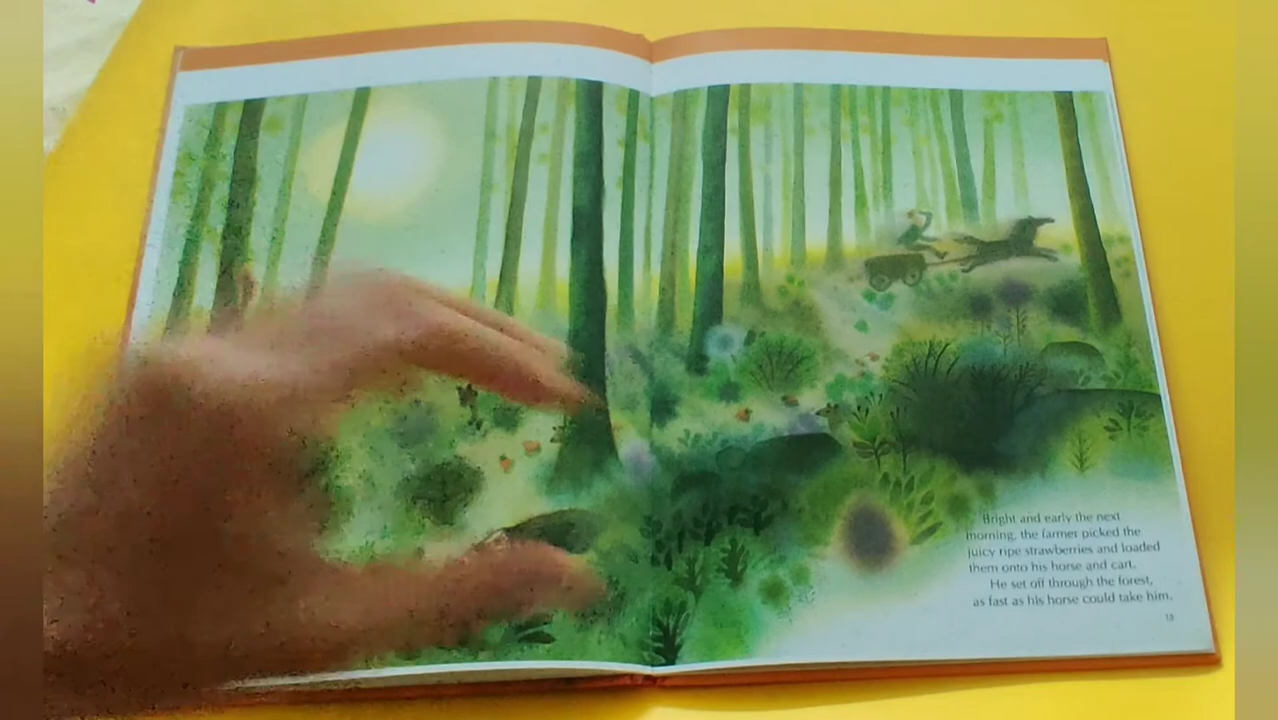 Bright and early the next
morning, the farmer picked the
juicy ripe strawberries and loaded
them onto his horse and cart.
He set off through the forest,
as fast as his horse could take him.
13